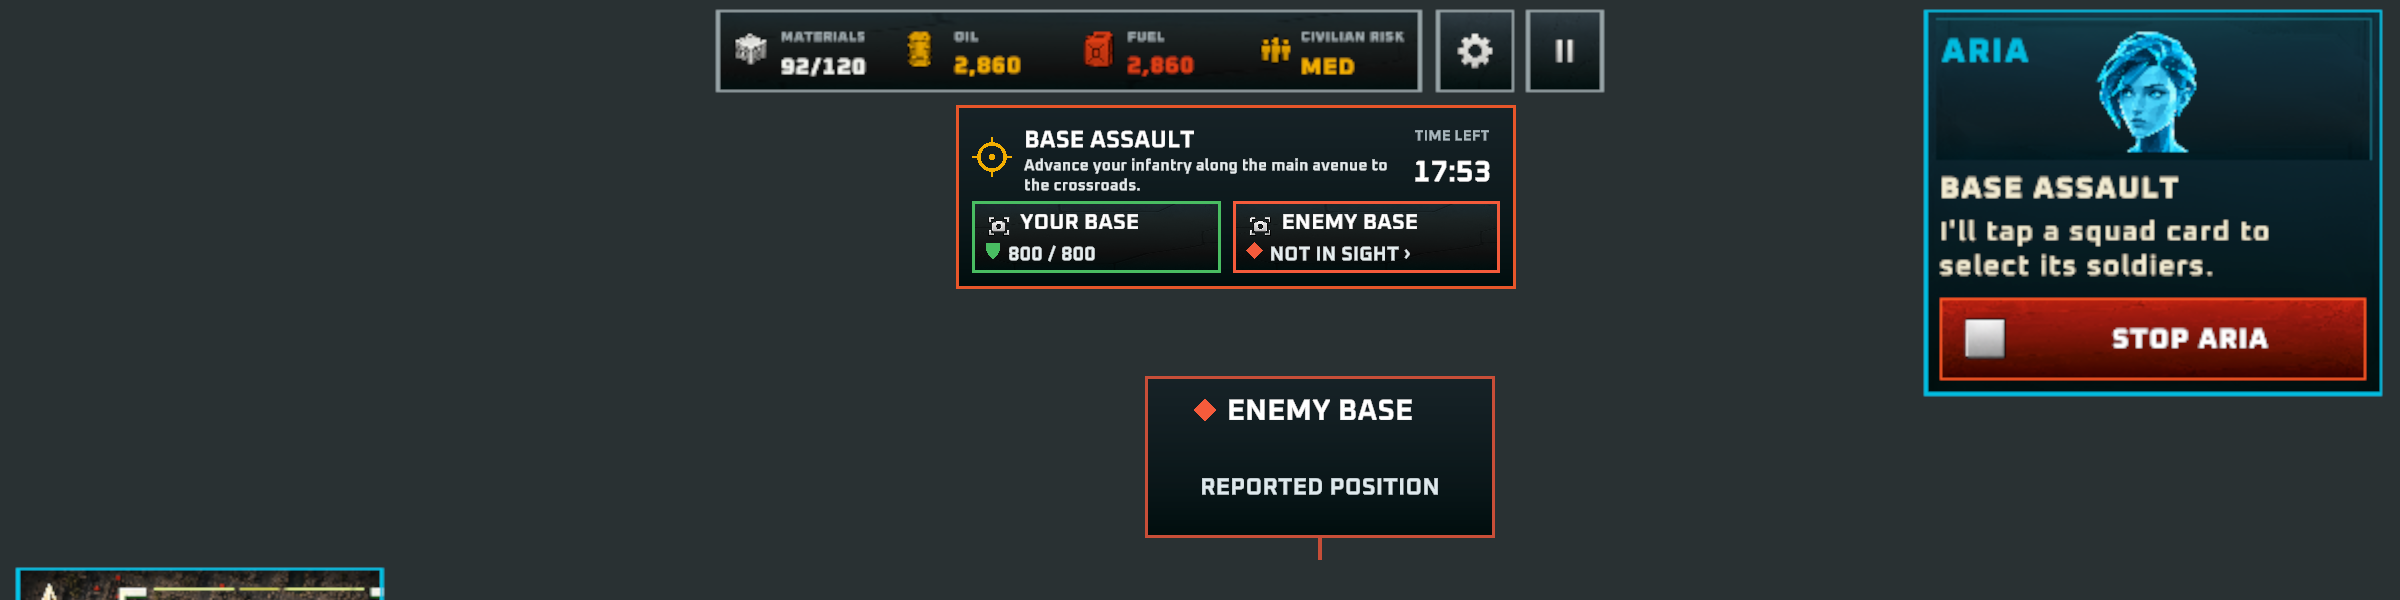 MATERIALS
92/120
OIL
2,860
FUEL
2,860
CIVILIAN RISK
MED
BASE ASSAULT
Advance your infantry along the main avenue to
the crossroads.
TIME LEFT
17:53
YOUR BASE
800 / 800
ENEMY BASE
NOT IN SIGHT ›
ENEMY BASE
REPORTED POSITION
ARIA
BASE ASSAULT
I'll tap a squad card to
select its soldiers.
STOP ARIA